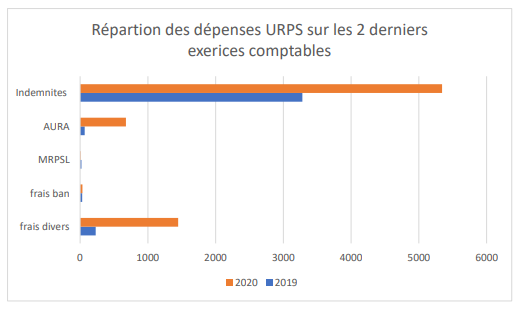 Répartion des dépenses URPS sur les 2 derniers
exerices comptables
Indemnites
AURA
MRPSL
frais ban
frais divers
0 1000 2000 3000 4000 5000 6000
2020 2019